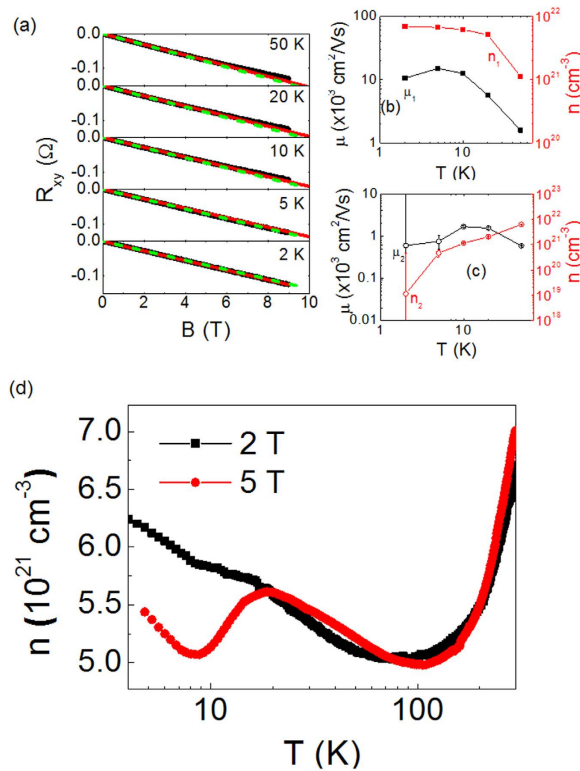 (a)
0.0
50 K
-0.1
0.0
20 K
-0.1
0.0
10 K
-0.1
0.0
5 K
-0.1
0.0
2 K
-0.1
0 2 4 6 8 10
R_xy (Ω)
B (T)
100
10
1
μ (x10³ cm²/Vs)
μ₁
n₁
(b)
10²²
10²¹
10²⁰
n (cm⁻³)
1 10
T (K)
10
1
0.1
0.01
μ (x10³ cm²/Vs)
μ₂
n₂
(c)
10²³
10²²
10²¹
10²⁰
10¹⁹
10¹⁸
n (cm⁻³)
1 10
T (K)
(d)
7.0
6.5
6.0
5.5
5.0
n (10²¹ cm⁻³)
2 T
5 T
10 100
T (K)